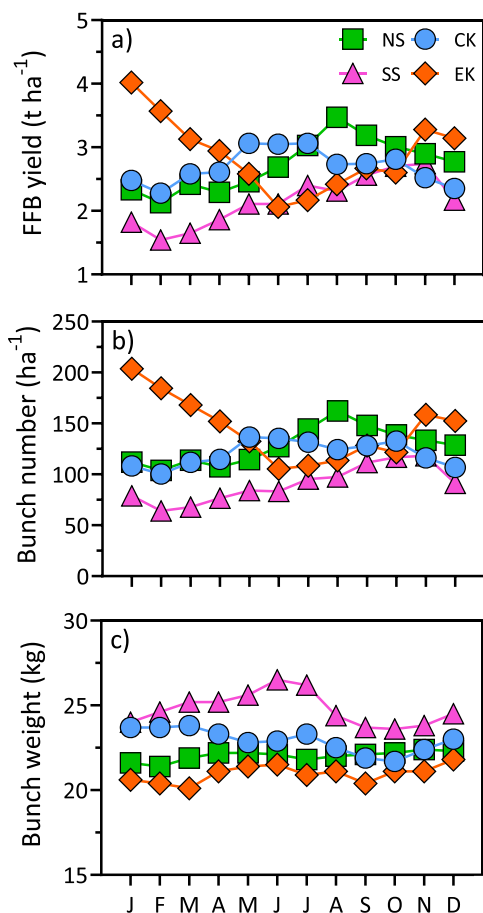 a)
NS
CK
SS
EK
FFB yield (t ha⁻¹)
5
4
3
2
1
b)
Bunch number (ha⁻¹)
250
200
150
100
50
0
c)
Bunch weight (kg)
30
25
20
15
J F M A M J J A S O N D